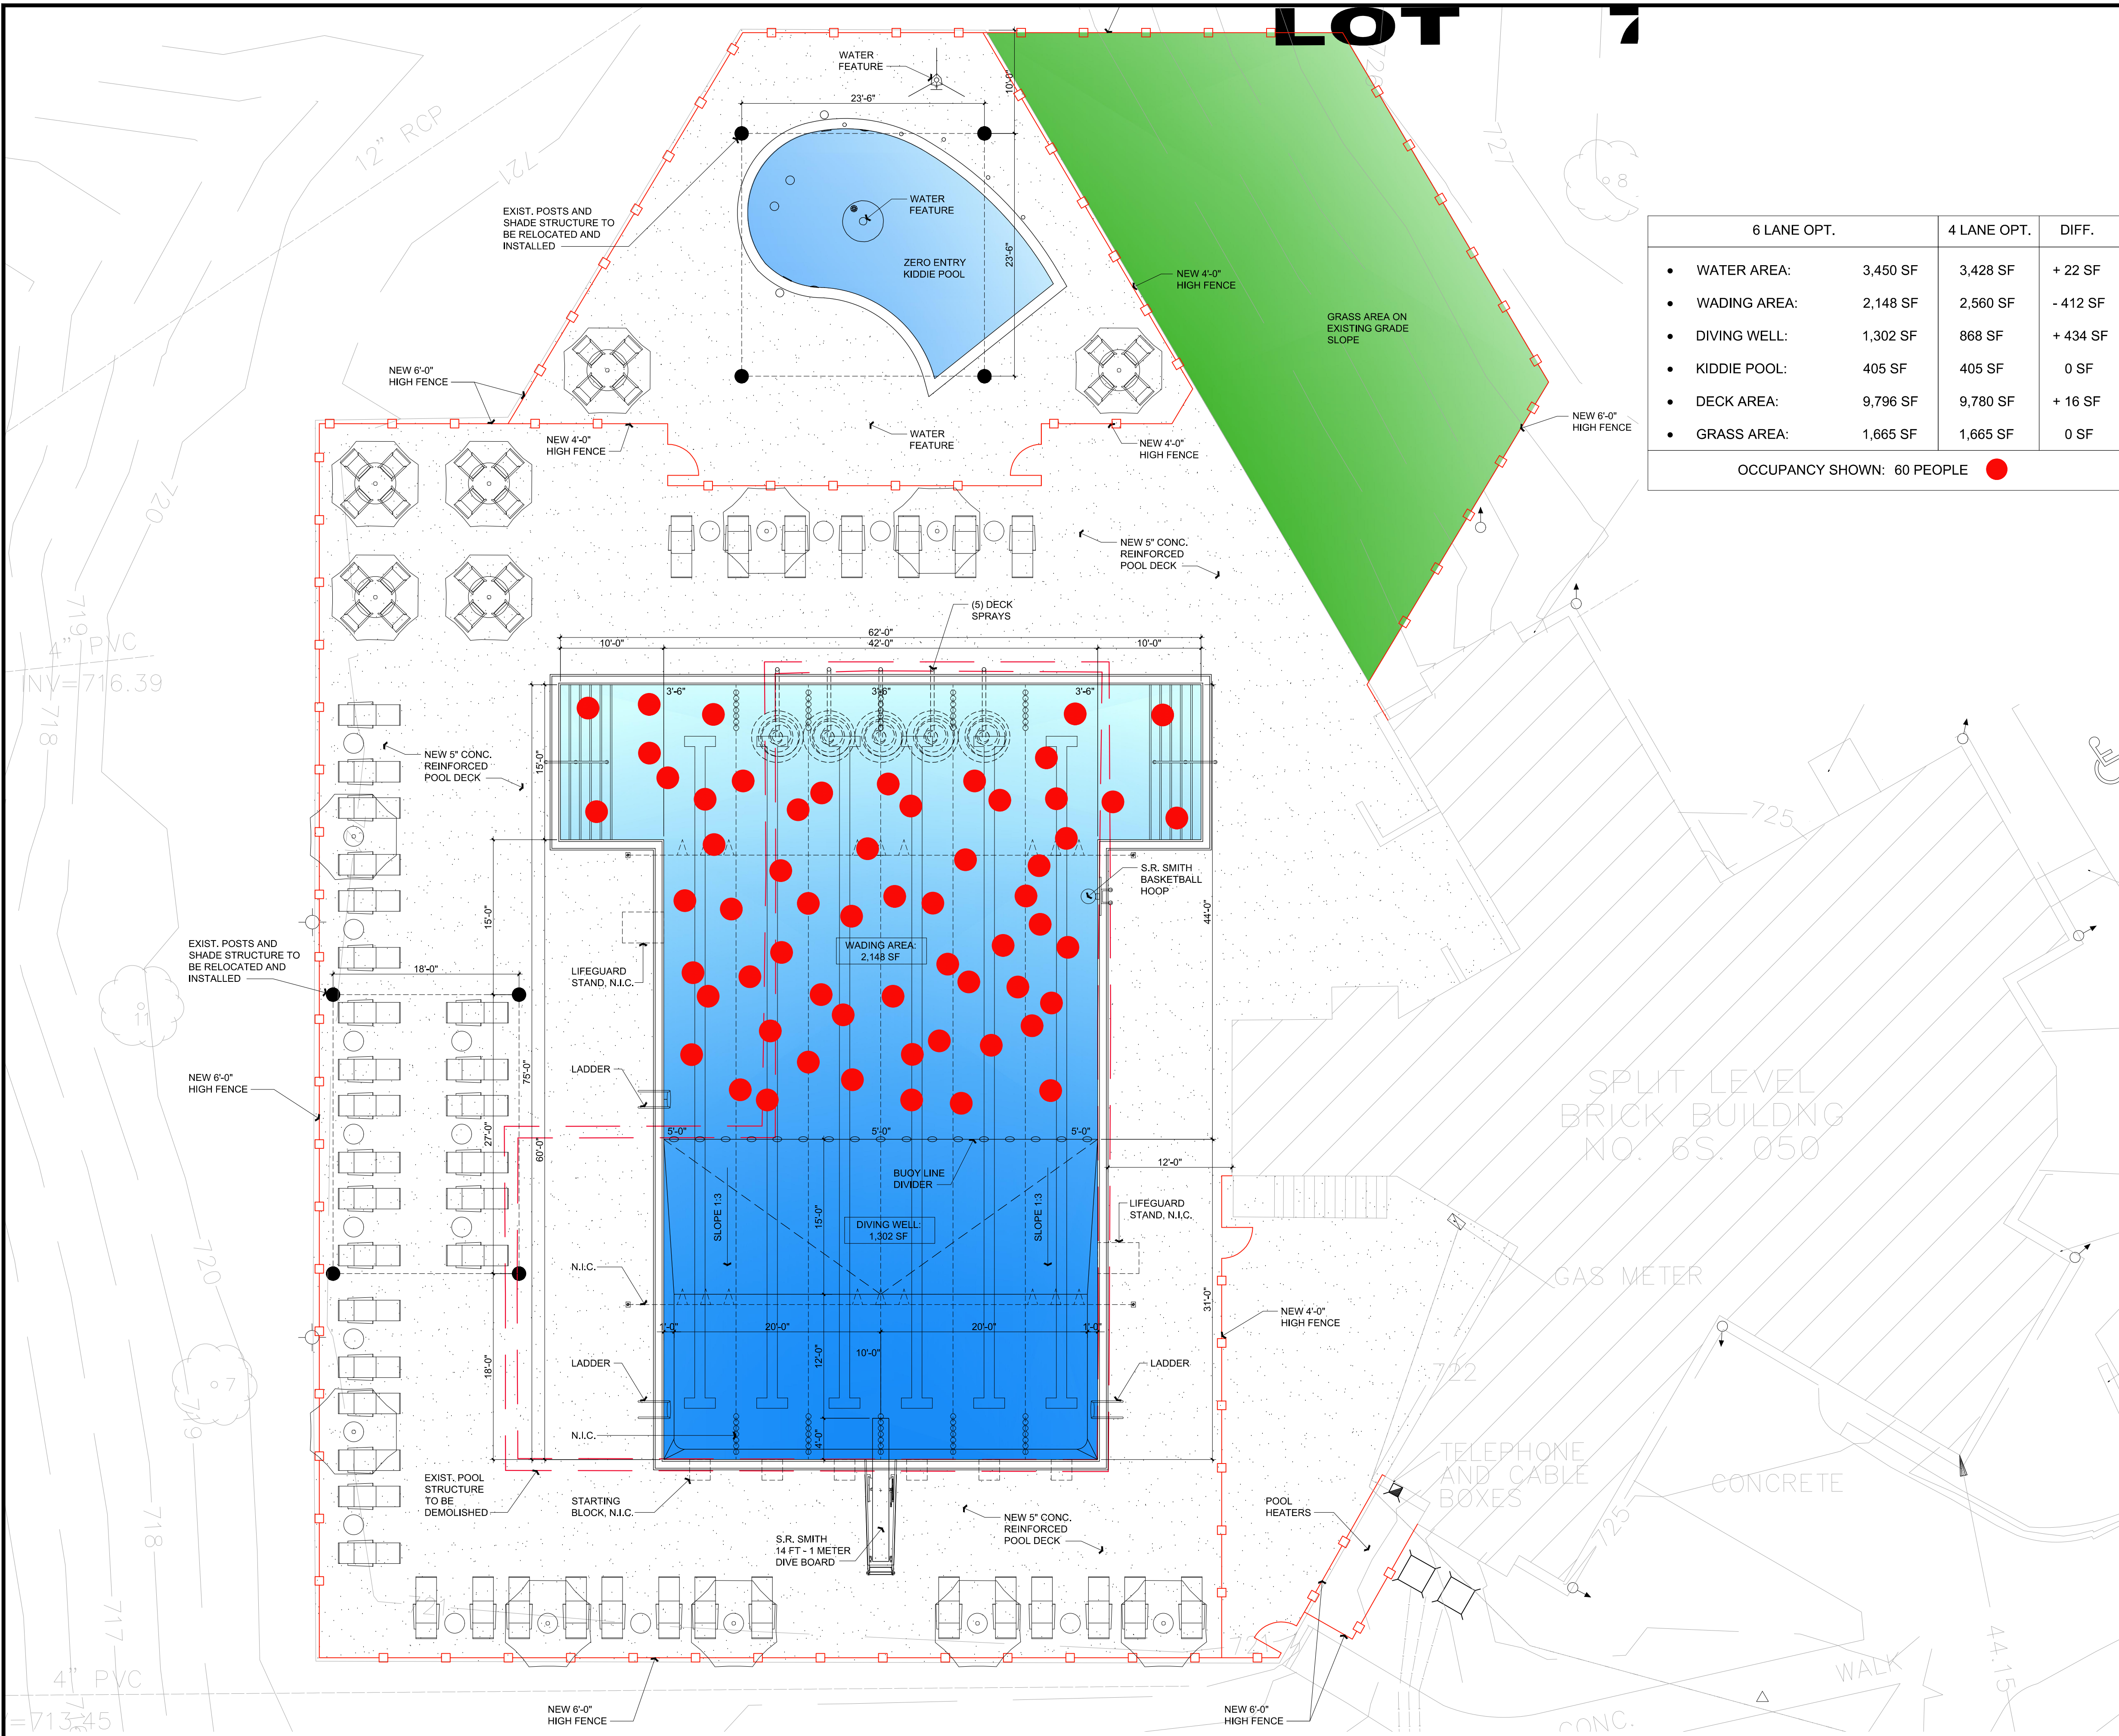 LOT 7
WATER
FEATURE
23'-6"
10'-0"
12" RCP
721
726
727
8
EXIST. POSTS AND
SHADE STRUCTURE TO
BE RELOCATED AND
INSTALLED
WATER
FEATURE
ZERO ENTRY
KIDDIE POOL
23'-6"
NEW 4'-0"
HIGH FENCE
GRASS AREA ON
EXISTING GRADE
SLOPE
6 LANE OPT. 4 LANE OPT. DIFF.
• WATER AREA: 3,450 SF 3,428 SF + 22 SF
• WADING AREA: 2,148 SF 2,560 SF - 412 SF
• DIVING WELL: 1,302 SF 868 SF + 434 SF
• KIDDIE POOL: 405 SF 405 SF 0 SF
• DECK AREA: 9,796 SF 9,780 SF + 16 SF
• GRASS AREA: 1,665 SF 1,665 SF 0 SF
OCCUPANCY SHOWN: 60 PEOPLE
NEW 6'-0"
HIGH FENCE
NEW 4'-0"
HIGH FENCE
WATER
FEATURE
NEW 4'-0"
HIGH FENCE
NEW 6'-0"
HIGH FENCE
720
NEW 5" CONC.
REINFORCED
POOL DECK
719
4" PVC
INV=716.39
718
(5) DECK
SPRAYS
62'-0"
10'-0"
42'-0"
10'-0"
3'-6"
3'-6"
3'-6"
15'-0"
NEW 5" CONC.
REINFORCED
POOL DECK
725
S.R. SMITH
BASKETBALL
HOOP
15'-0"
44'-0"
WADING AREA:
2,148 SF
EXIST. POSTS AND
SHADE STRUCTURE TO
BE RELOCATED AND
INSTALLED
18'-0"
LIFEGUARD
STAND, N.I.C.
11
NEW 6'-0"
HIGH FENCE
LADDER
75'-0"
27'-0"
60'-0"
SPLIT LEVEL
BRICK BUILDNG
NO. 6S. 050
5'-0"
5'-0"
5'-0"
BUOY LINE
DIVIDER
12'-0"
SLOPE 1:3
15'-0"
DIVING WELL:
1,302 SF
SLOPE 1:3
LIFEGUARD
STAND, N.I.C.
720
N.I.C.
GAS METER
31'-0"
NEW 4'-0"
HIGH FENCE
1'-0"
20'-0"
20'-0"
1'-0"
12'-0"
10'-0"
LADDER
LADDER
18'-0"
7
719
722
N.I.C.
4'-0"
TELEPHONE
AND CABLE
BOXES
CONCRETE
EXIST. POOL
STRUCTURE
TO BE
DEMOLISHED
STARTING
BLOCK, N.I.C.
S.R. SMITH
14 FT - 1 METER
DIVE BOARD
NEW 5" CONC.
REINFORCED
POOL DECK
POOL
HEATERS
725
718
717
721
44.15
WALK
4" PVC
=713.45
NEW 6'-0"
HIGH FENCE
NEW 6'-0"
HIGH FENCE
CONC.